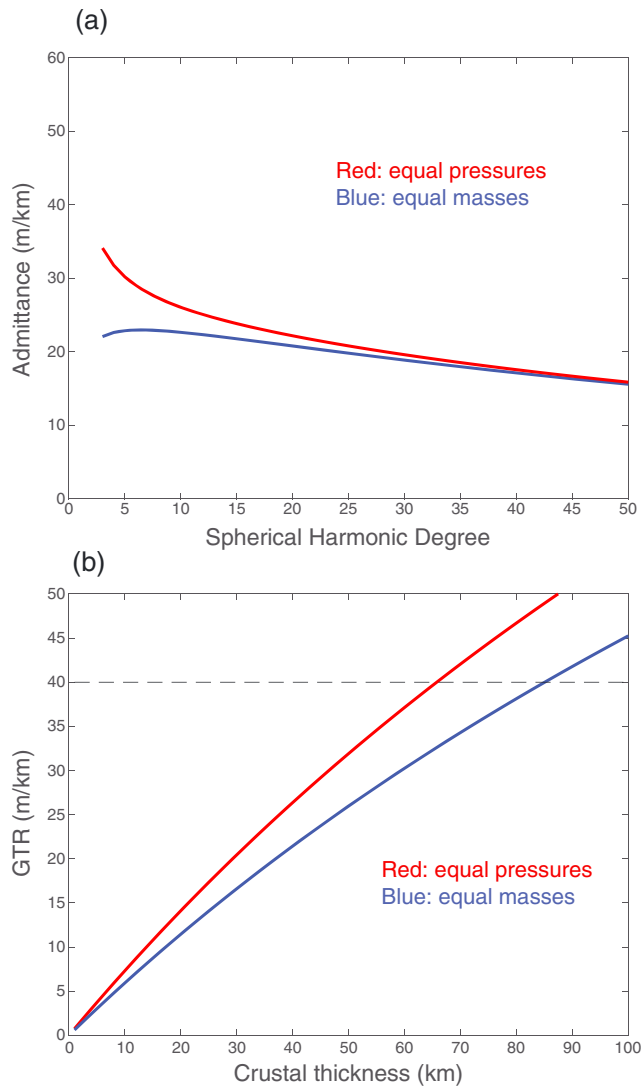 (a)
60
50
40
30
20
10
0
Admittance (m/km)
Red: equal pressures
Blue: equal masses
0 5 10 15 20 25 30 35 40 45 50
Spherical Harmonic Degree
(b)
50
45
40
35
30
25
20
15
10
5
0
GTR (m/km)
Red: equal pressures
Blue: equal masses
0 10 20 30 40 50 60 70 80 90 100
Crustal thickness (km)